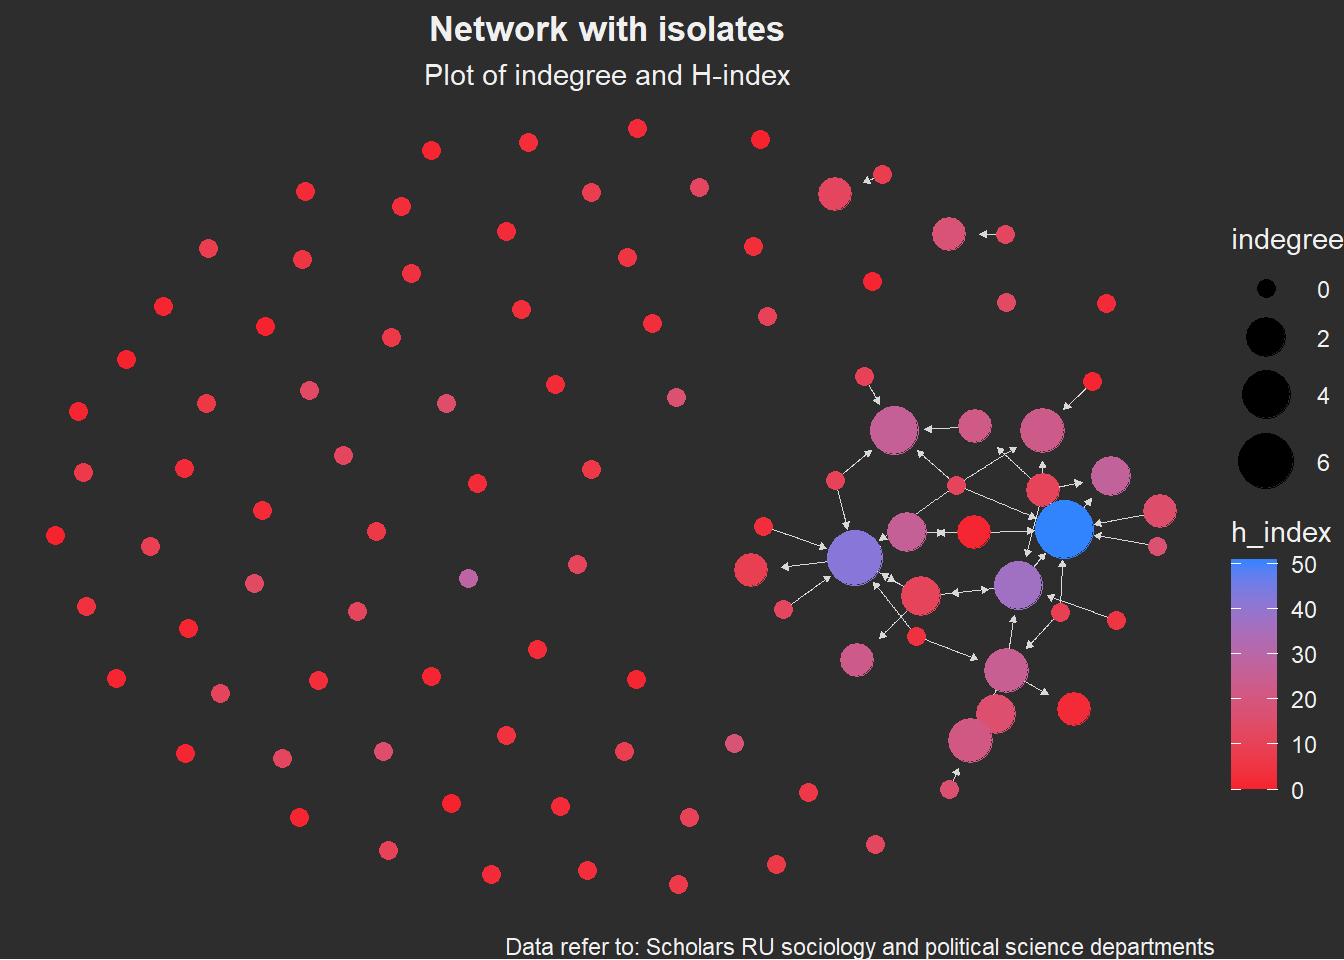 Network with isolates
Plot of indegree and H-index
indegree
0
2
4
6
h_index
50
40
30
20
10
0
Data refer to: Scholars RU sociology and political science departments